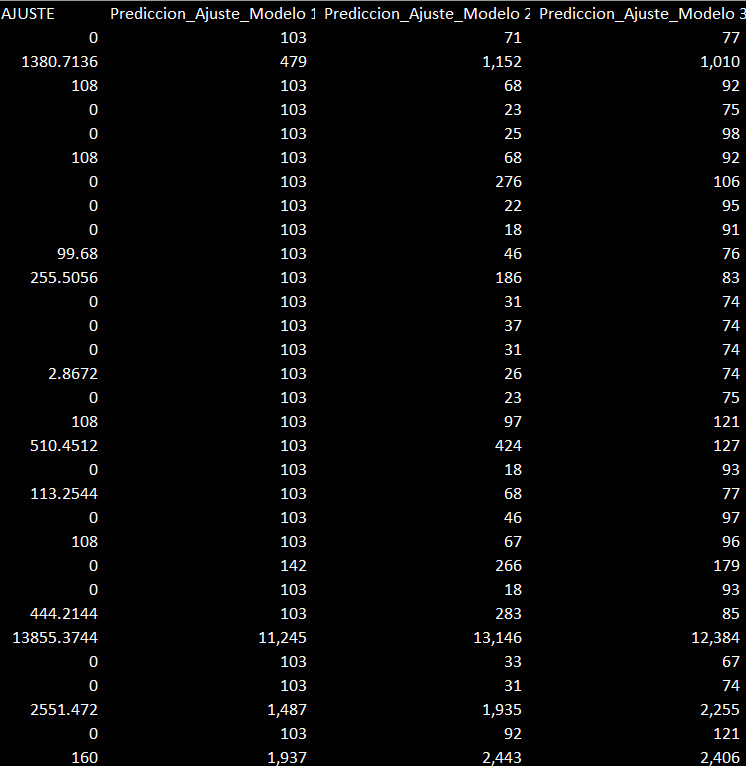 AJUSTE Prediccion_Ajuste_Modelo 1 Prediccion_Ajuste_Modelo 2 Prediccion_Ajuste_Modelo 3
0 103 71 77
1380.7136 479 1,152 1,010
108 103 68 92
0 103 23 75
0 103 25 98
108 103 68 92
0 103 276 106
0 103 22 95
0 103 18 91
99.68 103 46 76
255.5056 103 186 83
0 103 31 74
0 103 37 74
0 103 31 74
2.8672 103 26 74
0 103 23 75
108 103 97 121
510.4512 103 424 127
0 103 18 93
113.2544 103 68 77
0 103 46 97
108 103 67 96
0 142 266 179
0 103 18 93
444.2144 103 283 85
13855.3744 11,245 13,146 12,384
0 103 33 67
0 103 31 74
2551.472 1,487 1,935 2,255
0 103 92 121
160 1,937 2,443 2,406